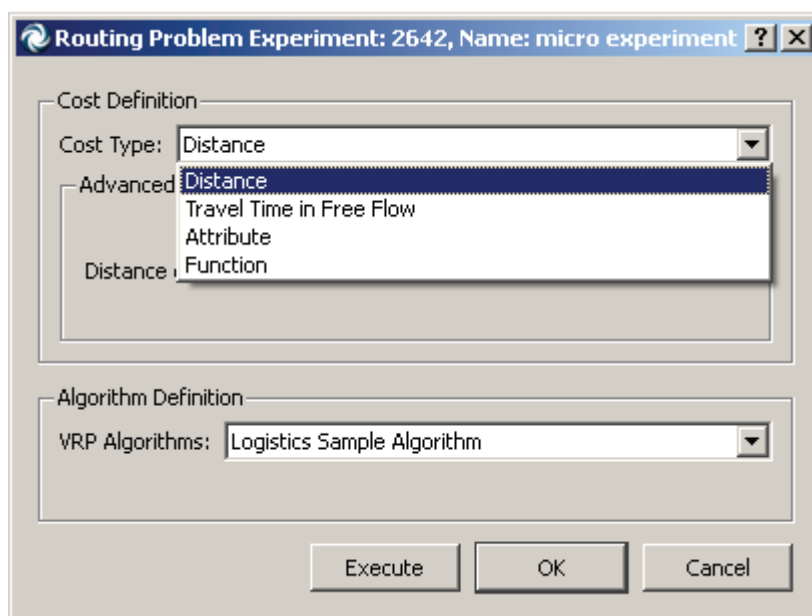 Routing Problem Experiment: 2642, Name: micro experiment
Cost Definition
Cost Type: Distance
Distance
Advanced
Travel Time in Free Flow
Attribute
Distance
Function
Algorithm Definition
VRP Algorithms: Logistics Sample Algorithm
Execute OK Cancel